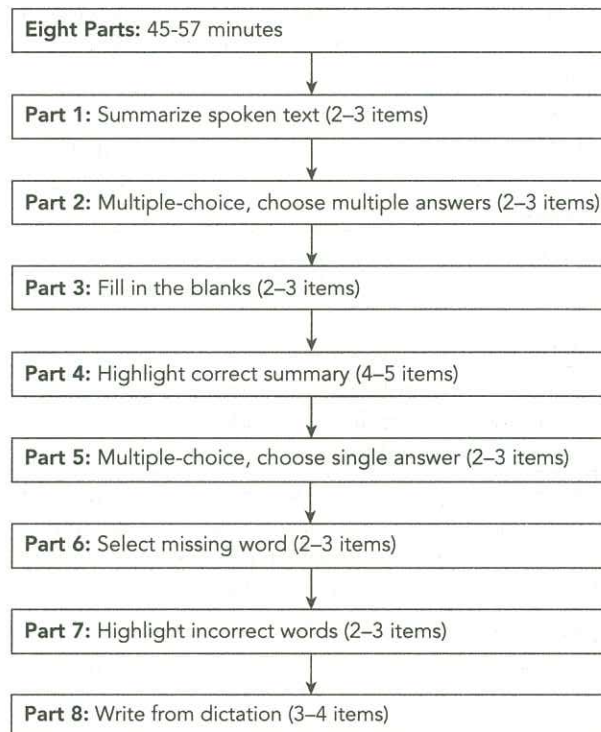 Eight Parts: 45-57 minutes
Part 1: Summarize spoken text (2–3 items)
Part 2: Multiple-choice, choose multiple answers (2–3 items)
Part 3: Fill in the blanks (2–3 items)
Part 4: Highlight correct summary (4–5 items)
Part 5: Multiple-choice, choose single answer (2–3 items)
Part 6: Select missing word (2–3 items)
Part 7: Highlight incorrect words (2–3 items)
Part 8: Write from dictation (3–4 items)